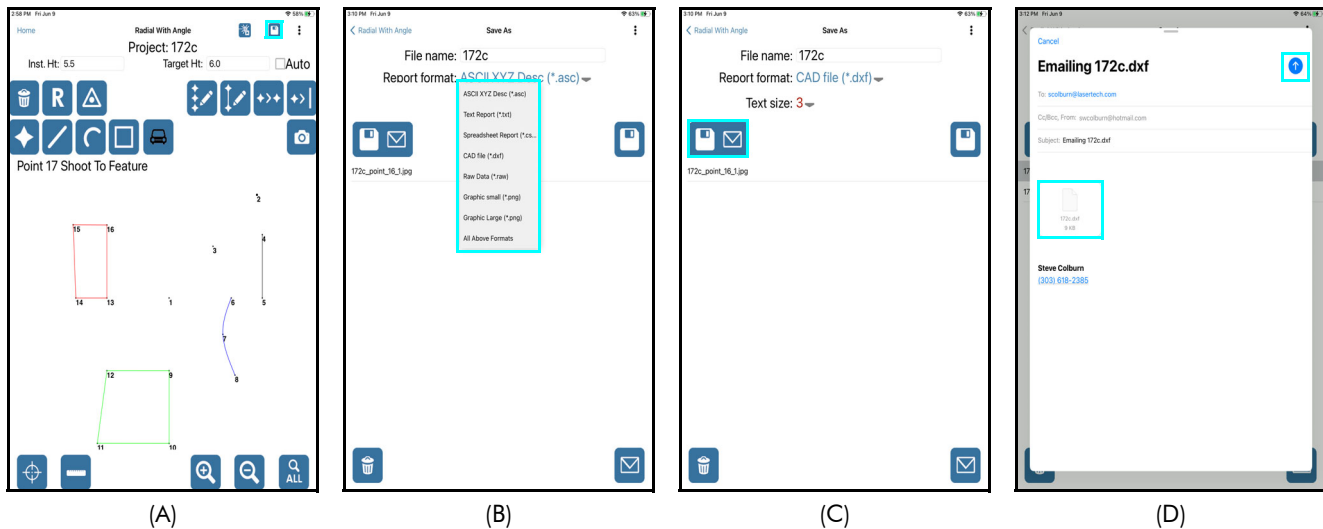 2:58 PM Fri Jun 9
58%
Home
Radial With Angle
Project: 172c
Inst. Ht: 5.5
Target Ht: 6.0
Auto
R
Point 17 Shoot To Feature
2
15
16
4
3
14
13
1
6
5
7
12
9
8
11
10
ALL
(A)
3:10 PM Fri Jun 9
63%
Radial With Angle
Save As
File name: 172c
Report format: ASCII XYZ Desc (*.asc)
ASCII XYZ Desc (*.asc)
Text Report (*.txt)
Spreadsheet Report (*.cs...
CAD file (*.dxf)
Raw Data (*.raw)
Graphic small (*.png)
Graphic Large (*.png)
All Above Formats
172c_point_16_1.jpg
(B)
3:10 PM Fri Jun 9
63%
Radial With Angle
Save As
File name: 172c
Report format: CAD file (*.dxf)
Text size: 3
172c_point_16_1.jpg
(C)
3:12 PM Fri Jun 9
64%
Cancel
Emailing 172c.dxf
To: scolburn@lasertech.com
Cc/Bcc, From: swcolburn@hotmail.com
Subject: Emailing 172c.dxf
17
17
172c.dxf
9 KB
Steve Colburn
(303) 618-2385
(D)